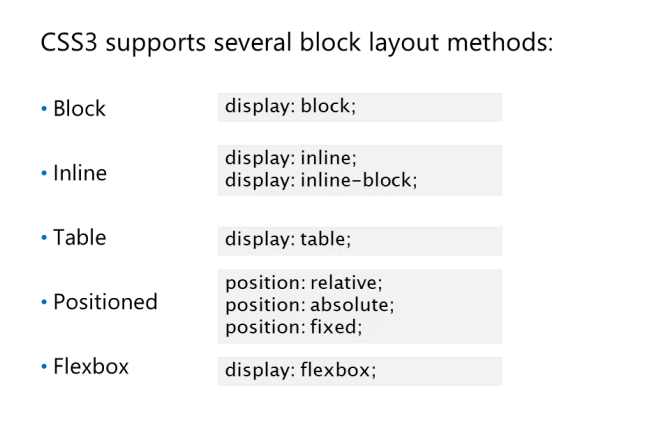 CSS3 supports several block layout methods:
• Block
display: block;
• Inline
display: inline;
display: inline-block;
• Table
display: table;
• Positioned
position: relative;
position: absolute;
position: fixed;
• Flexbox
display: flexbox;